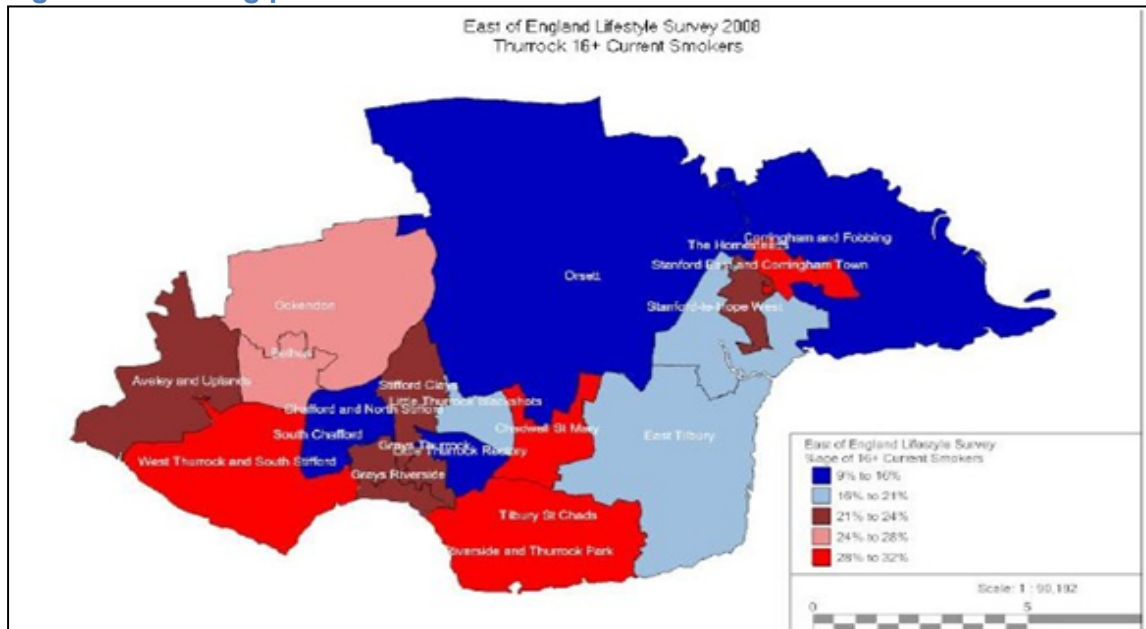 East of England Lifestyle Survey 2008
Thurrock 16+ Current Smokers
Corringham and Fobbing
The Homesteads
Stanford East and Corringham Town
Orsett
Ockendon
Stanford-le-Hope West
Belhus
Aveley and Uplands
Stifford Clays
Little Thurrock Blackshots
Chafford and North Stifford
Chadwell St Mary
South Chafford
East Tilbury
Grays Thurrock
Little Thurrock Rectory
West Thurrock and South Stifford
Grays Riverside
Tilbury St Chads
Riverside and Thurrock Park
East of England Lifestyle Survey
%age of 16+ Current Smokers
9% to 16%
16% to 21%
21% to 24%
24% to 28%
28% to 32%
Scale: 1 : 90,192
0 5